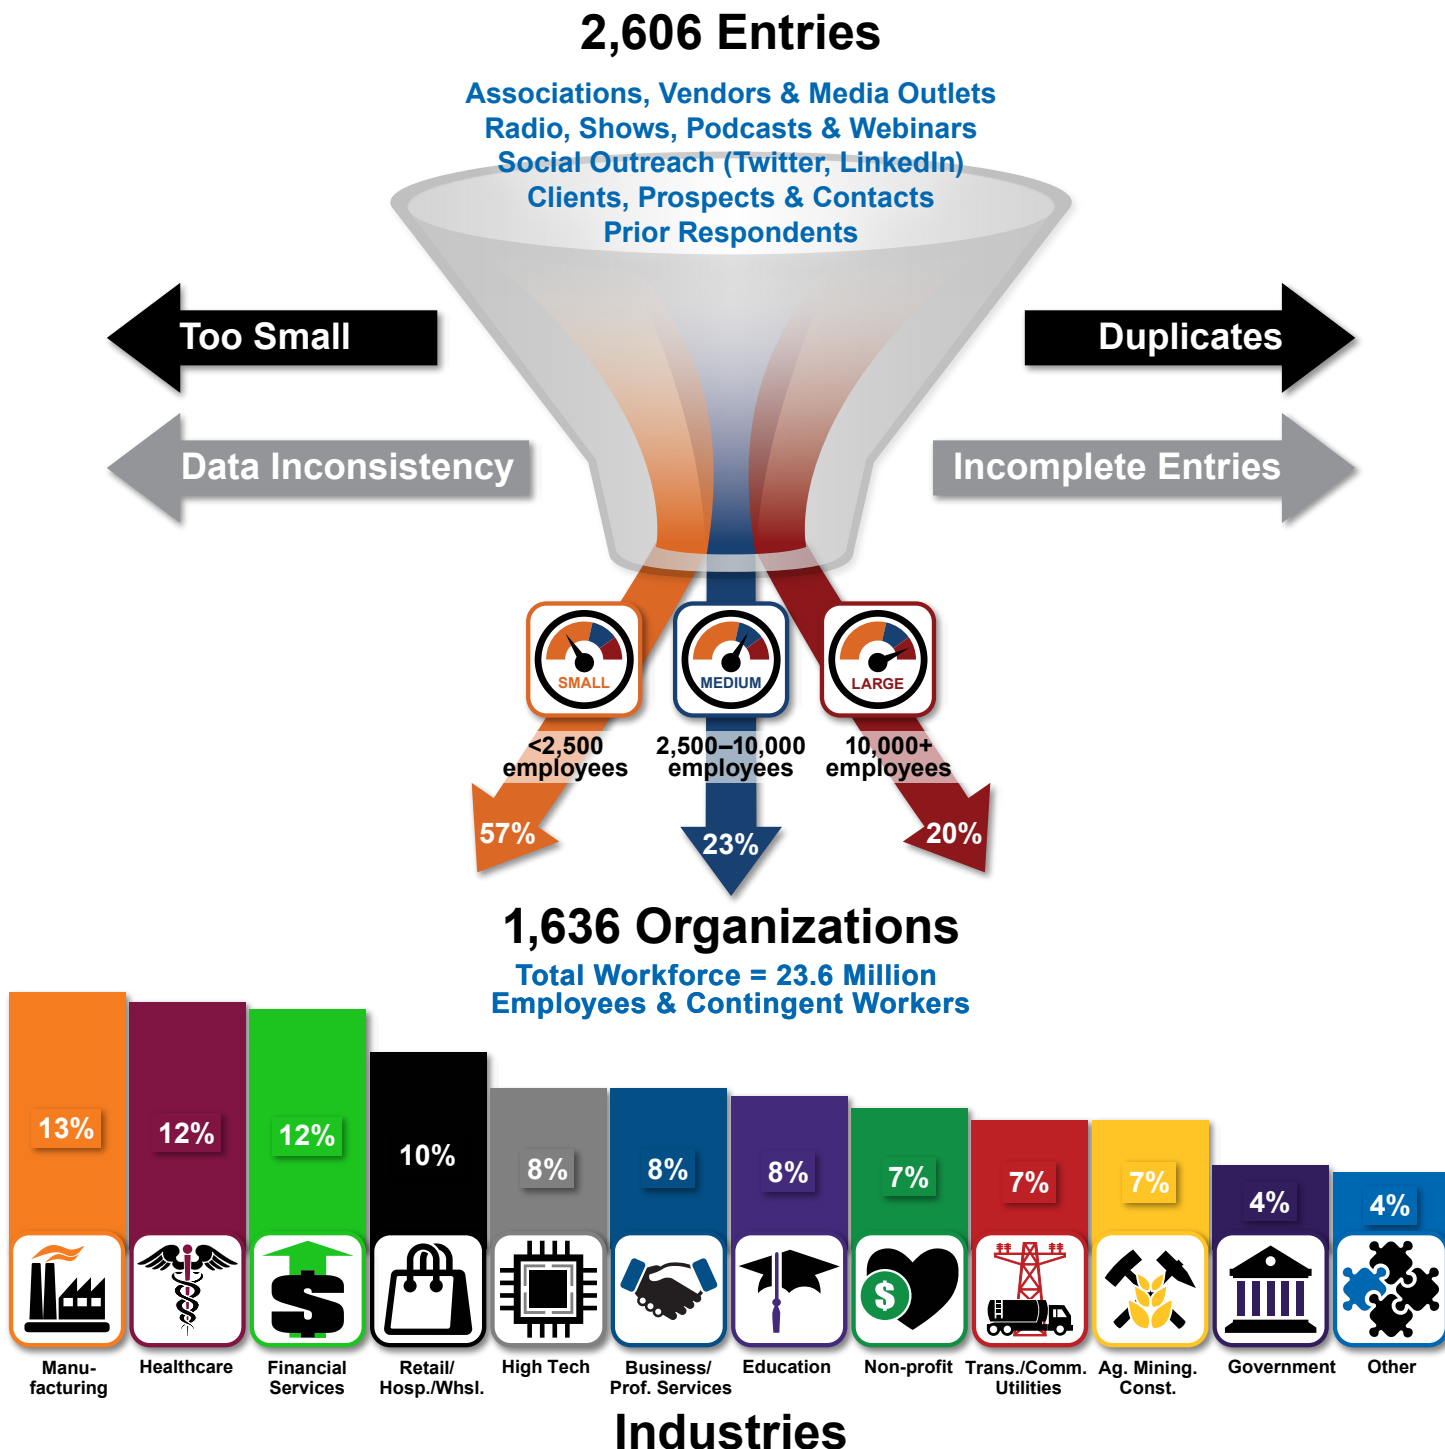 2,606 Entries
Associations, Vendors & Media Outlets
Radio, Shows, Podcasts & Webinars
Social Outreach (Twitter, LinkedIn)
Clients, Prospects & Contacts
Prior Respondents
Too Small
Duplicates
Data Inconsistency
Incomplete Entries
SMALL
MEDIUM
LARGE
<2,500
employees
2,500–10,000
employees
10,000+
employees
57%
23%
20%
1,636 Organizations
Total Workforce = 23.6 Million
Employees & Contingent Workers
13%
12%
12%
10%
8%
8%
8%
7%
7%
7%
4%
4%
$
$
Manu-
facturing
Healthcare
Financial
Services
Retail/
Hosp./Whsl.
High Tech
Business/
Prof. Services
Education
Non-profit
Trans./Comm.
Utilities
Ag. Mining.
Const.
Government
Other
Industries